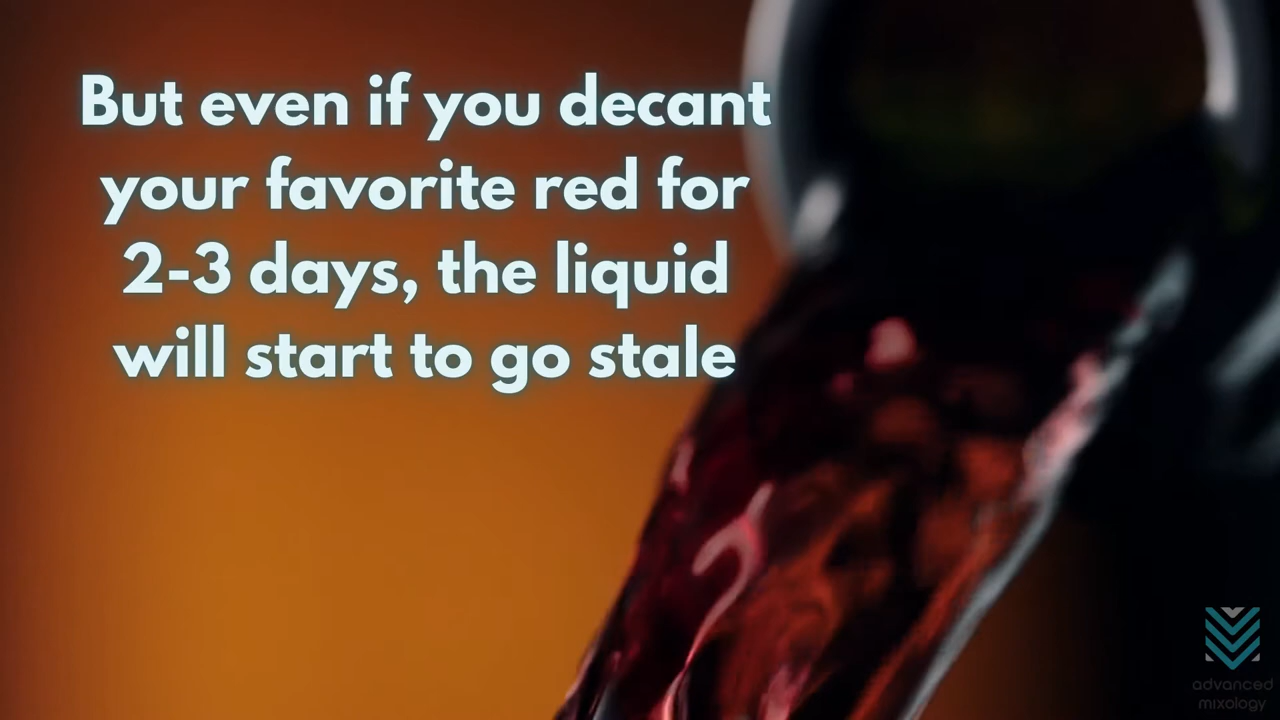 But even if you decant
your favorite red for
2-3 days, the liquid
will start to go stale
advanced
mixology